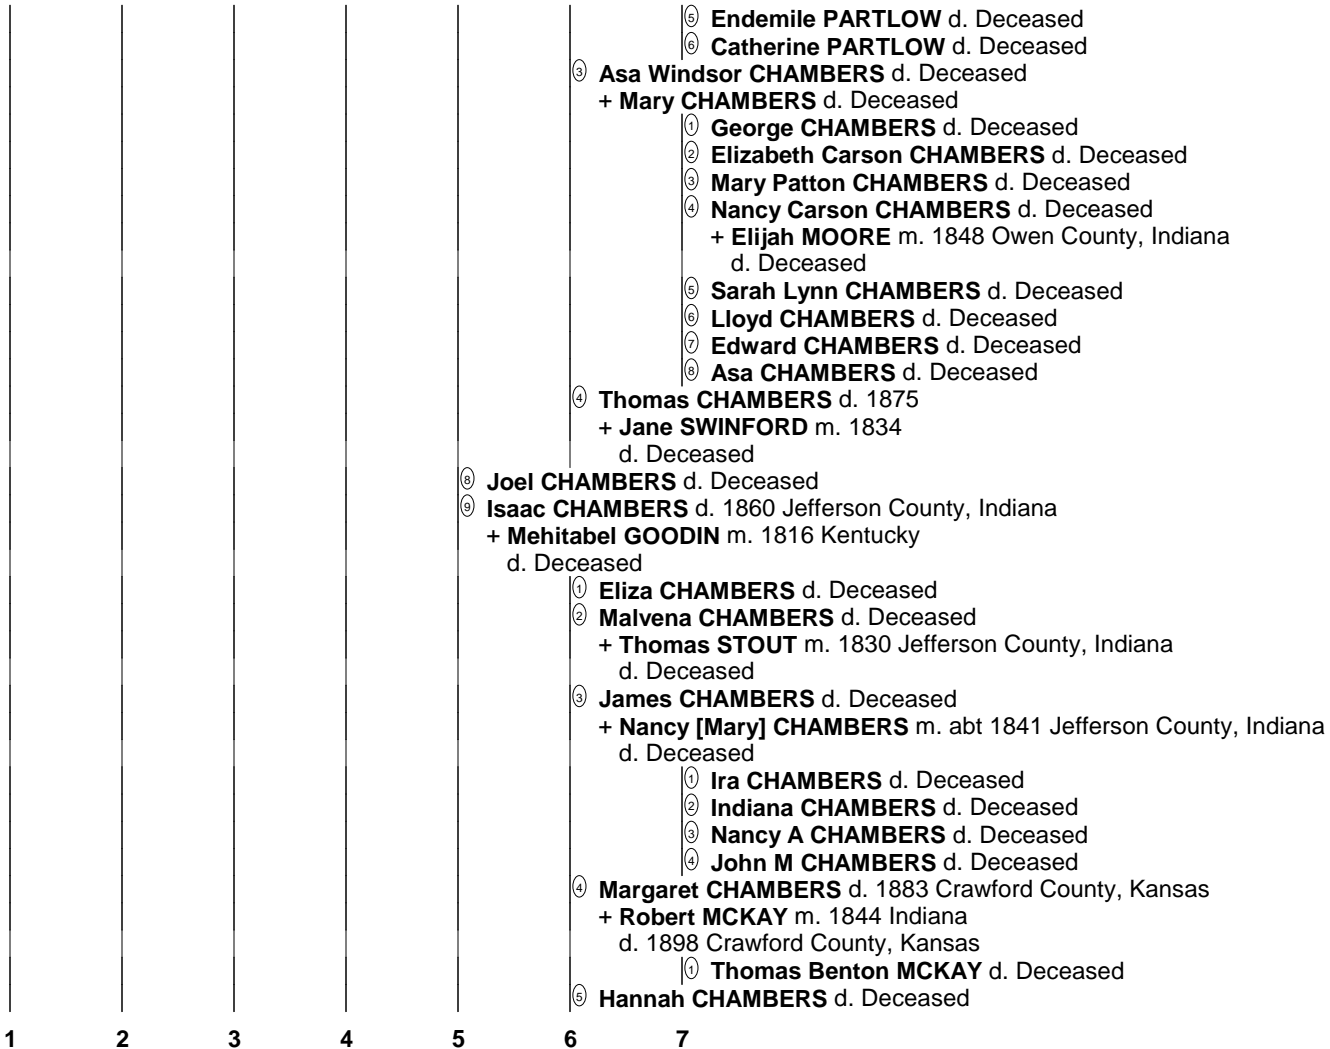 ⑤ Endemile PARTLOW d. Deceased
⑥ Catherine PARTLOW d. Deceased
③ Asa Windsor CHAMBERS d. Deceased
+ Mary CHAMBERS d. Deceased
① George CHAMBERS d. Deceased
② Elizabeth Carson CHAMBERS d. Deceased
③ Mary Patton CHAMBERS d. Deceased
④ Nancy Carson CHAMBERS d. Deceased
+ Elijah MOORE m. 1848 Owen County, Indiana
d. Deceased
⑤ Sarah Lynn CHAMBERS d. Deceased
⑥ Lloyd CHAMBERS d. Deceased
⑦ Edward CHAMBERS d. Deceased
⑧ Asa CHAMBERS d. Deceased
④ Thomas CHAMBERS d. 1875
+ Jane SWINFORD m. 1834
d. Deceased
⑧ Joel CHAMBERS d. Deceased
⑨ Isaac CHAMBERS d. 1860 Jefferson County, Indiana
+ Mehitabel GOODIN m. 1816 Kentucky
d. Deceased
① Eliza CHAMBERS d. Deceased
② Malvena CHAMBERS d. Deceased
+ Thomas STOUT m. 1830 Jefferson County, Indiana
d. Deceased
③ James CHAMBERS d. Deceased
+ Nancy [Mary] CHAMBERS m. abt 1841 Jefferson County, Indiana
d. Deceased
① Ira CHAMBERS d. Deceased
② Indiana CHAMBERS d. Deceased
③ Nancy A CHAMBERS d. Deceased
④ John M CHAMBERS d. Deceased
④ Margaret CHAMBERS d. 1883 Crawford County, Kansas
+ Robert MCKAY m. 1844 Indiana
d. 1898 Crawford County, Kansas
① Thomas Benton MCKAY d. Deceased
⑤ Hannah CHAMBERS d. Deceased
1 2 3 4 5 6 7